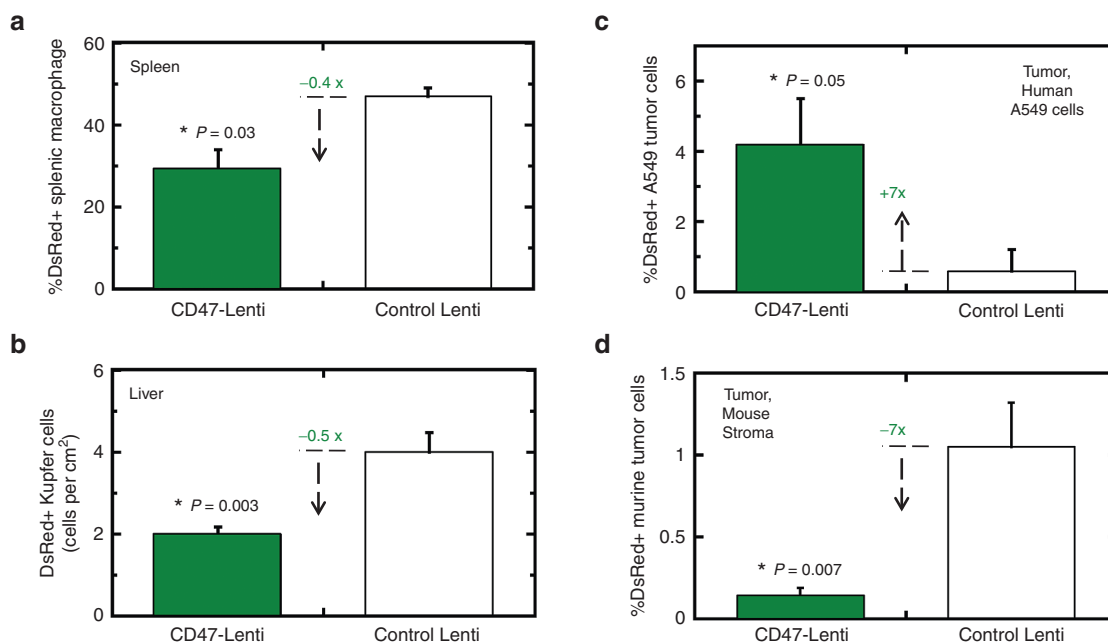 a
%DsRed+ splenic macrophage
60
40
20
0
Spleen
−0.4 x
* P = 0.03
CD47-Lenti
Control Lenti
b
DsRed+ Kupfer cells
(cells per cm²)
6
4
2
0
Liver
−0.5 x
* P = 0.003
CD47-Lenti
Control Lenti
c
%DsRed+ A549 tumor cells
6
4
2
0
* P = 0.05
Tumor,
Human
A549 cells
+7x
CD47-Lenti
Control Lenti
d
%DsRed+ murine tumor cells
1.5
1
0.5
0
Tumor,
Mouse
Stroma
−7x
* P = 0.007
CD47-Lenti
Control Lenti